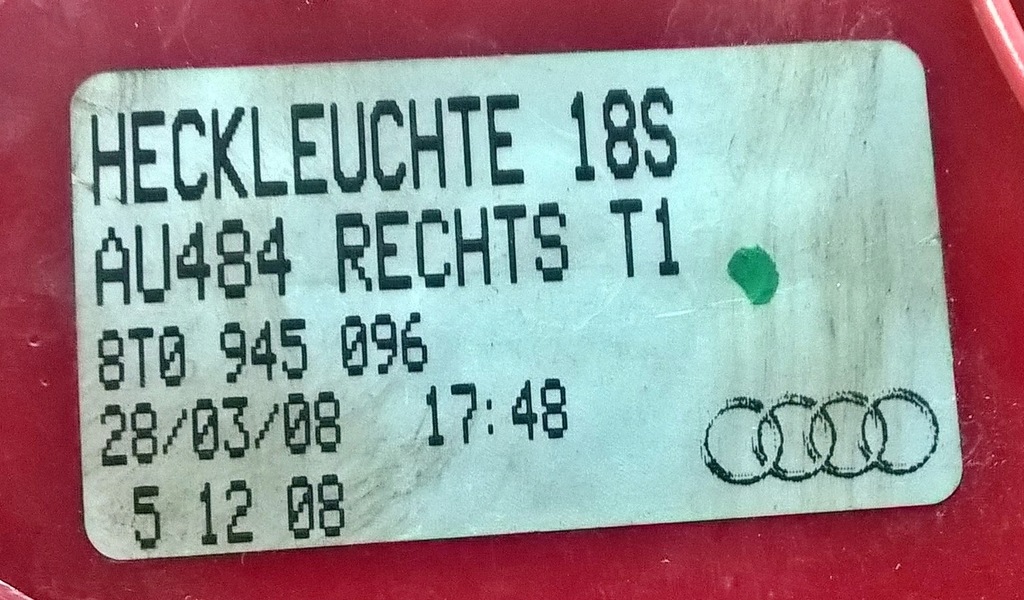 HECKLEUCHTE 18S
AU484 RECHTS T1
8T0 945 096
28/03/08 17:48
5 12 08